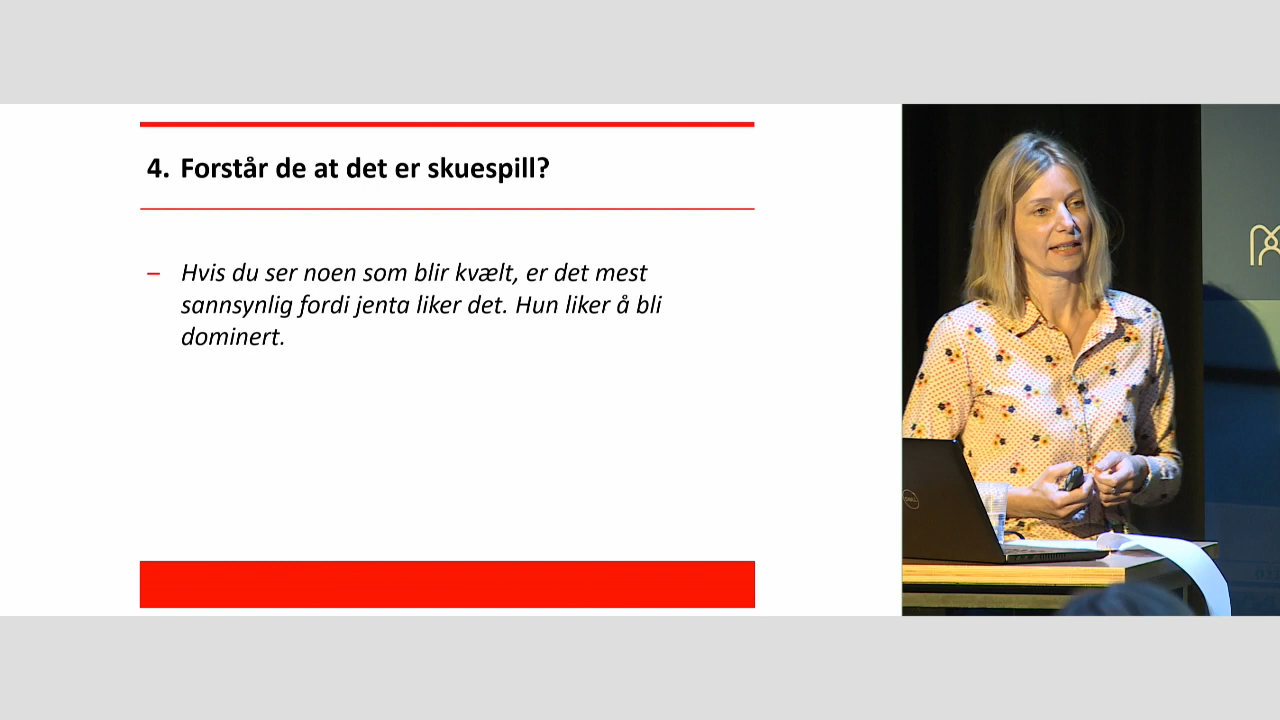 4. Forstår de at det er skuespill?
– Hvis du ser noen som blir kvælt, er det mest
sannsynlig fordi jenta liker det. Hun liker å bli
dominert.